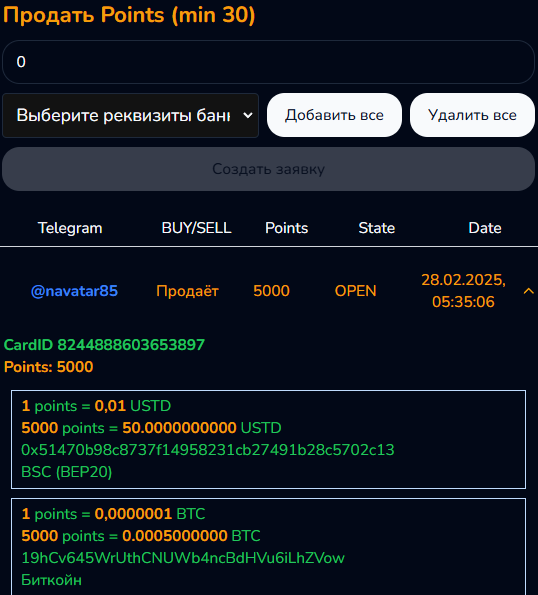 Продать Points (min 30)
0
Выберите реквизиты бан
Добавить все
Удалить все
Создать заявку
Telegram BUY/SELL Points State Date
@navatar85 Продаёт 5000 OPEN 28.02.2025,
05:35:06
CardID 8244888603653897
Points: 5000
1 points = 0,01 USTD
5000 points = 50.0000000000 USTD
0x51470b98c8737f14958231cb27491b28c5702c13
BSC (BEP20)
1 points = 0,0000001 BTC
5000 points = 0.0005000000 BTC
19hCv645WrUthCNUWb4ncBdHVu6iLhZVow
Биткойн